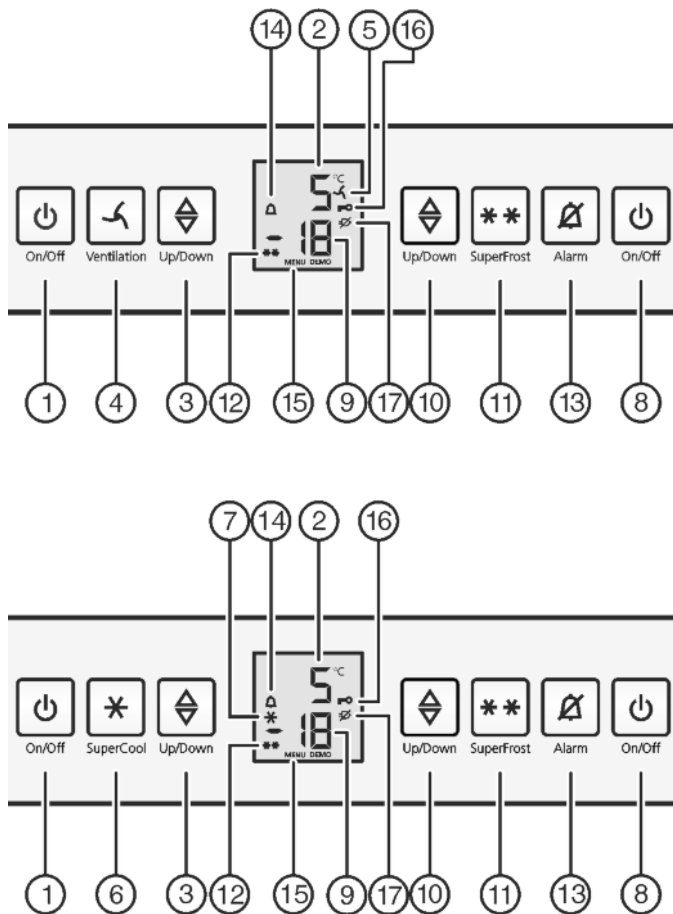 14 2 5 16
5 °C
18
MENU DEMO
On/Off Ventilation Up/Down Up/Down SuperFrost Alarm On/Off
1 4 3 12 15 9 17 10 11 13 8
7 14 2 16
5 °C
18
MENU DEMO
On/Off SuperCool Up/Down Up/Down SuperFrost Alarm On/Off
1 6 3 12 15 9 17 10 11 13 8